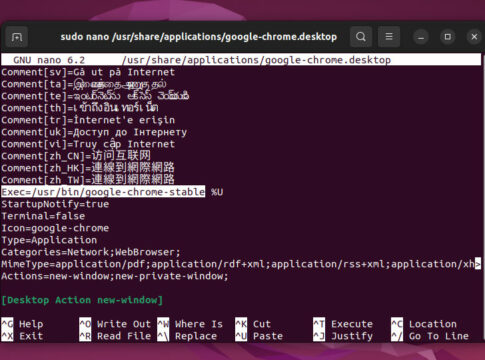 sudo nano /usr/share/applications/google-chrome.desktop
GNU nano 6.2 /usr/share/applications/google-chrome.desktop
Comment[sv]=Gå ut på Internet
Comment[ta]=
Comment[te]=
Comment[th]=เข้าถึงอินเทอร์เน็ต
Comment[tr]=İnternet'e erişin
Comment[uk]=Доступ до Інтернету
Comment[vi]=Truy cập Internet
Comment[zh_CN]=访问互联网
Comment[zh_HK]=連線到網際網路
Comment[zh_TW]=連線到網際網路
Exec=/usr/bin/google-chrome-stable %U
StartupNotify=true
Terminal=false
Icon=google-chrome
Type=Application
Categories=Network;WebBrowser;
MimeType=application/pdf;application/rdf+xml;application/rss+xml;application/xh>
Actions=new-window;new-private-window;
[Desktop Action new-window]
^G Help ^O Write Out ^W Where Is ^K Cut ^T Execute ^C Location
^X Exit ^R Read File ^\ Replace ^U Paste ^J Justify ^/ Go To Line